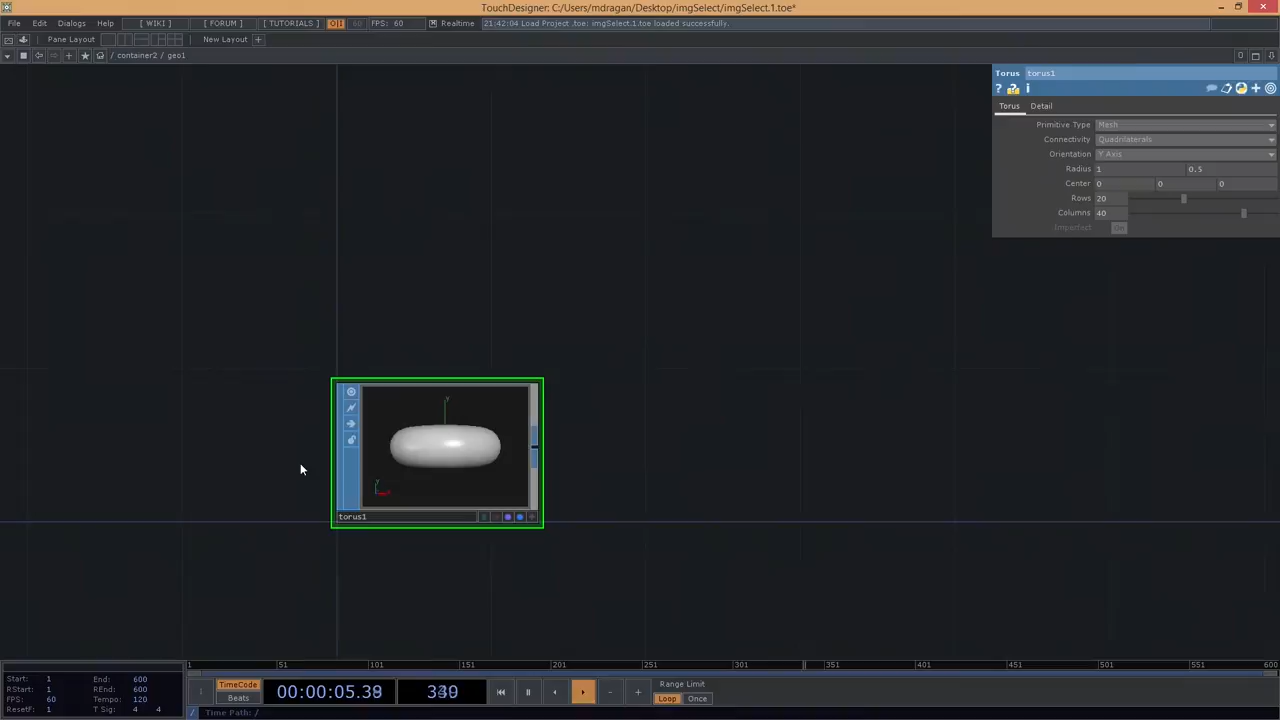 TouchDesigner: C:/Users/mdragan/Desktop/imgSelect/imgSelect.1.toe*
File Edit Dialogs Help [ WIKI ] [ FORUM ] [ TUTORIALS ] O|I 60 FPS: 60 Realtime 21:42:04 Load Project .toe: imgSelect.1.toe loaded successfully.
Pane Layout New Layout +
/ container2 / geo1
Torus torus1
Torus Detail
Primitive Type Mesh
Connectivity Quadrilaterals
Orientation Y Axis
Radius 1 0.5
Center 0 0 0
Rows 20
Columns 40
Imperfect On
y
y
torus1
1 51 101 151 201 251 301 351 401 451 501 551 600
Start: 1 End: 600
RStart: 1 REnd: 600
FPS: 60 Tempo: 120
ResetF: 1 T Sig: 4 4
TimeCode
Beats
00:00:05.38
Range Limit
Loop Once
Time Path: /